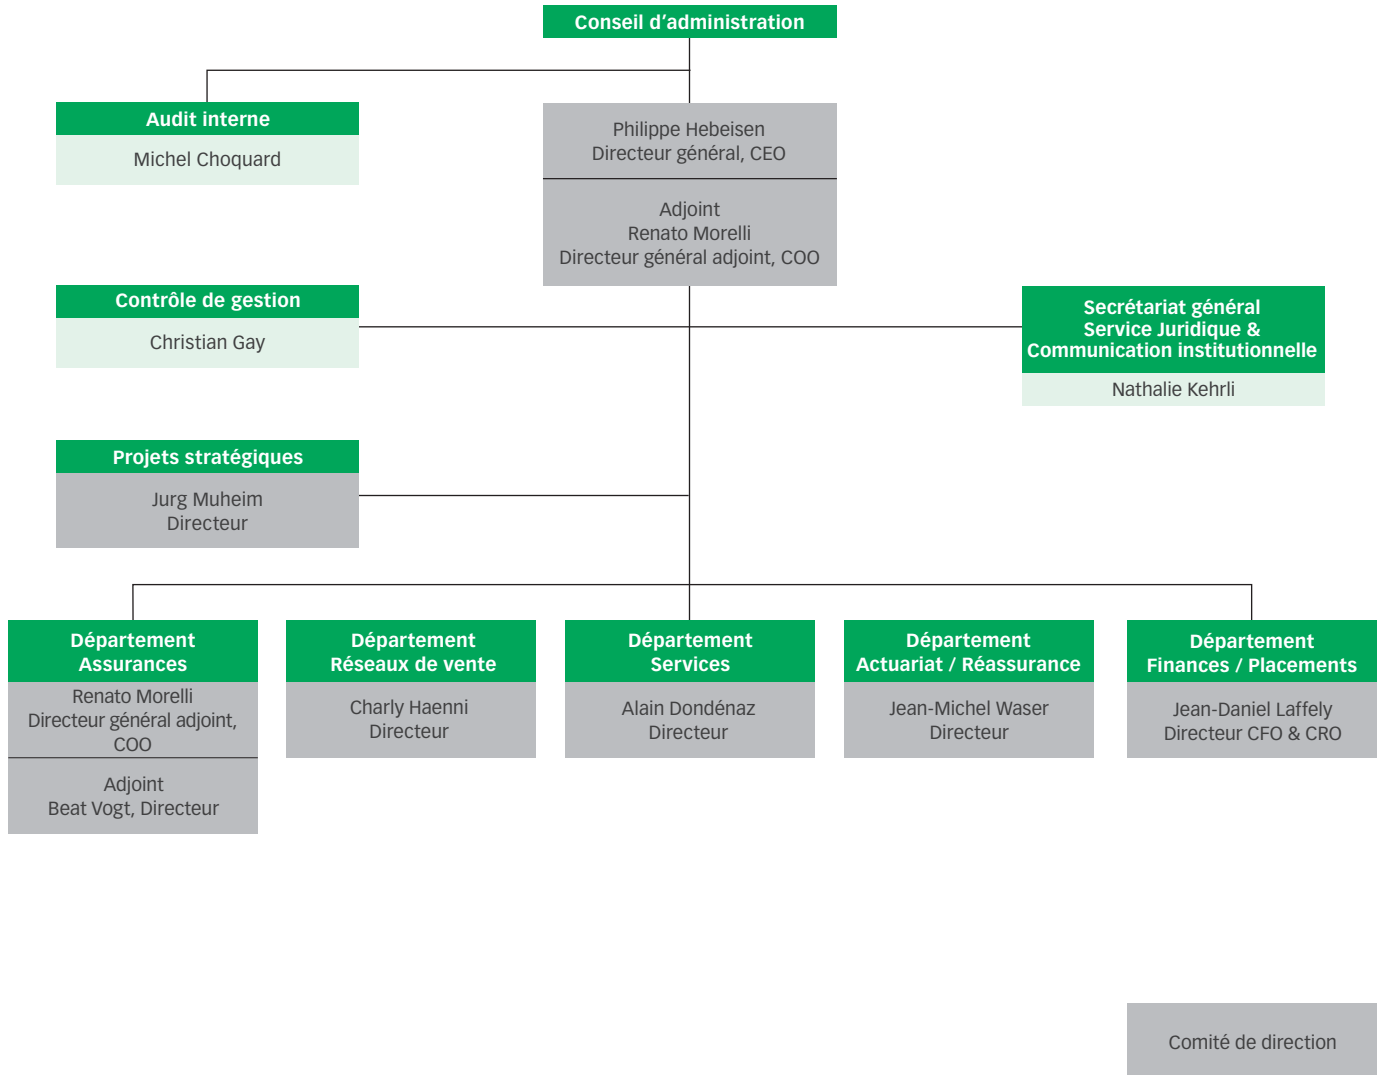 Conseil d’administration
Audit interne
Michel Choquard
Philippe Hebeisen
Directeur général, CEO
Adjoint
Renato Morelli
Directeur général adjoint, COO
Contrôle de gestion
Christian Gay
Secrétariat général
Service Juridique &
Communication institutionnelle
Nathalie Kehrli
Projets stratégiques
Jurg Muheim
Directeur
Département
Assurances
Renato Morelli
Directeur général adjoint,
COO
Adjoint
Beat Vogt, Directeur
Département
Réseaux de vente
Charly Haenni
Directeur
Département
Services
Alain Dondénaz
Directeur
Département
Actuariat / Réassurance
Jean-Michel Waser
Directeur
Département
Finances / Placements
Jean-Daniel Laffely
Directeur CFO & CRO
Comité de direction